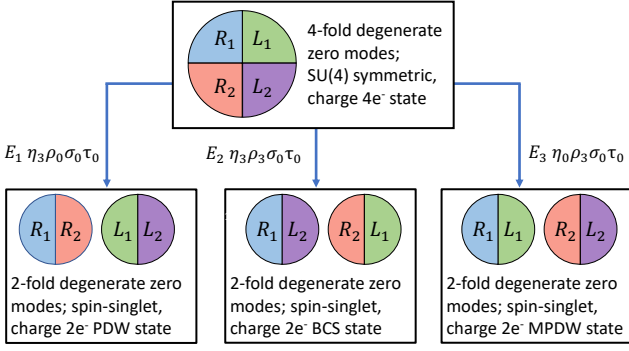 R₁ L₁
R₂ L₂
4-fold degenerate
zero modes;
SU(4) symmetric,
charge 4e⁻ state
E₁ η₃ρ₀σ₀τ₀
E₂ η₃ρ₃σ₀τ₀
E₃ η₀ρ₃σ₀τ₀
R₁ R₂ L₁ L₂
2-fold degenerate zero
modes; spin-singlet,
charge 2e⁻ PDW state
R₁ L₂ R₂ L₁
2-fold degenerate zero
modes; spin-singlet,
charge 2e⁻ BCS state
R₁ L₁ R₂ L₂
2-fold degenerate zero
modes; spin-singlet,
charge 2e⁻ MPDW state